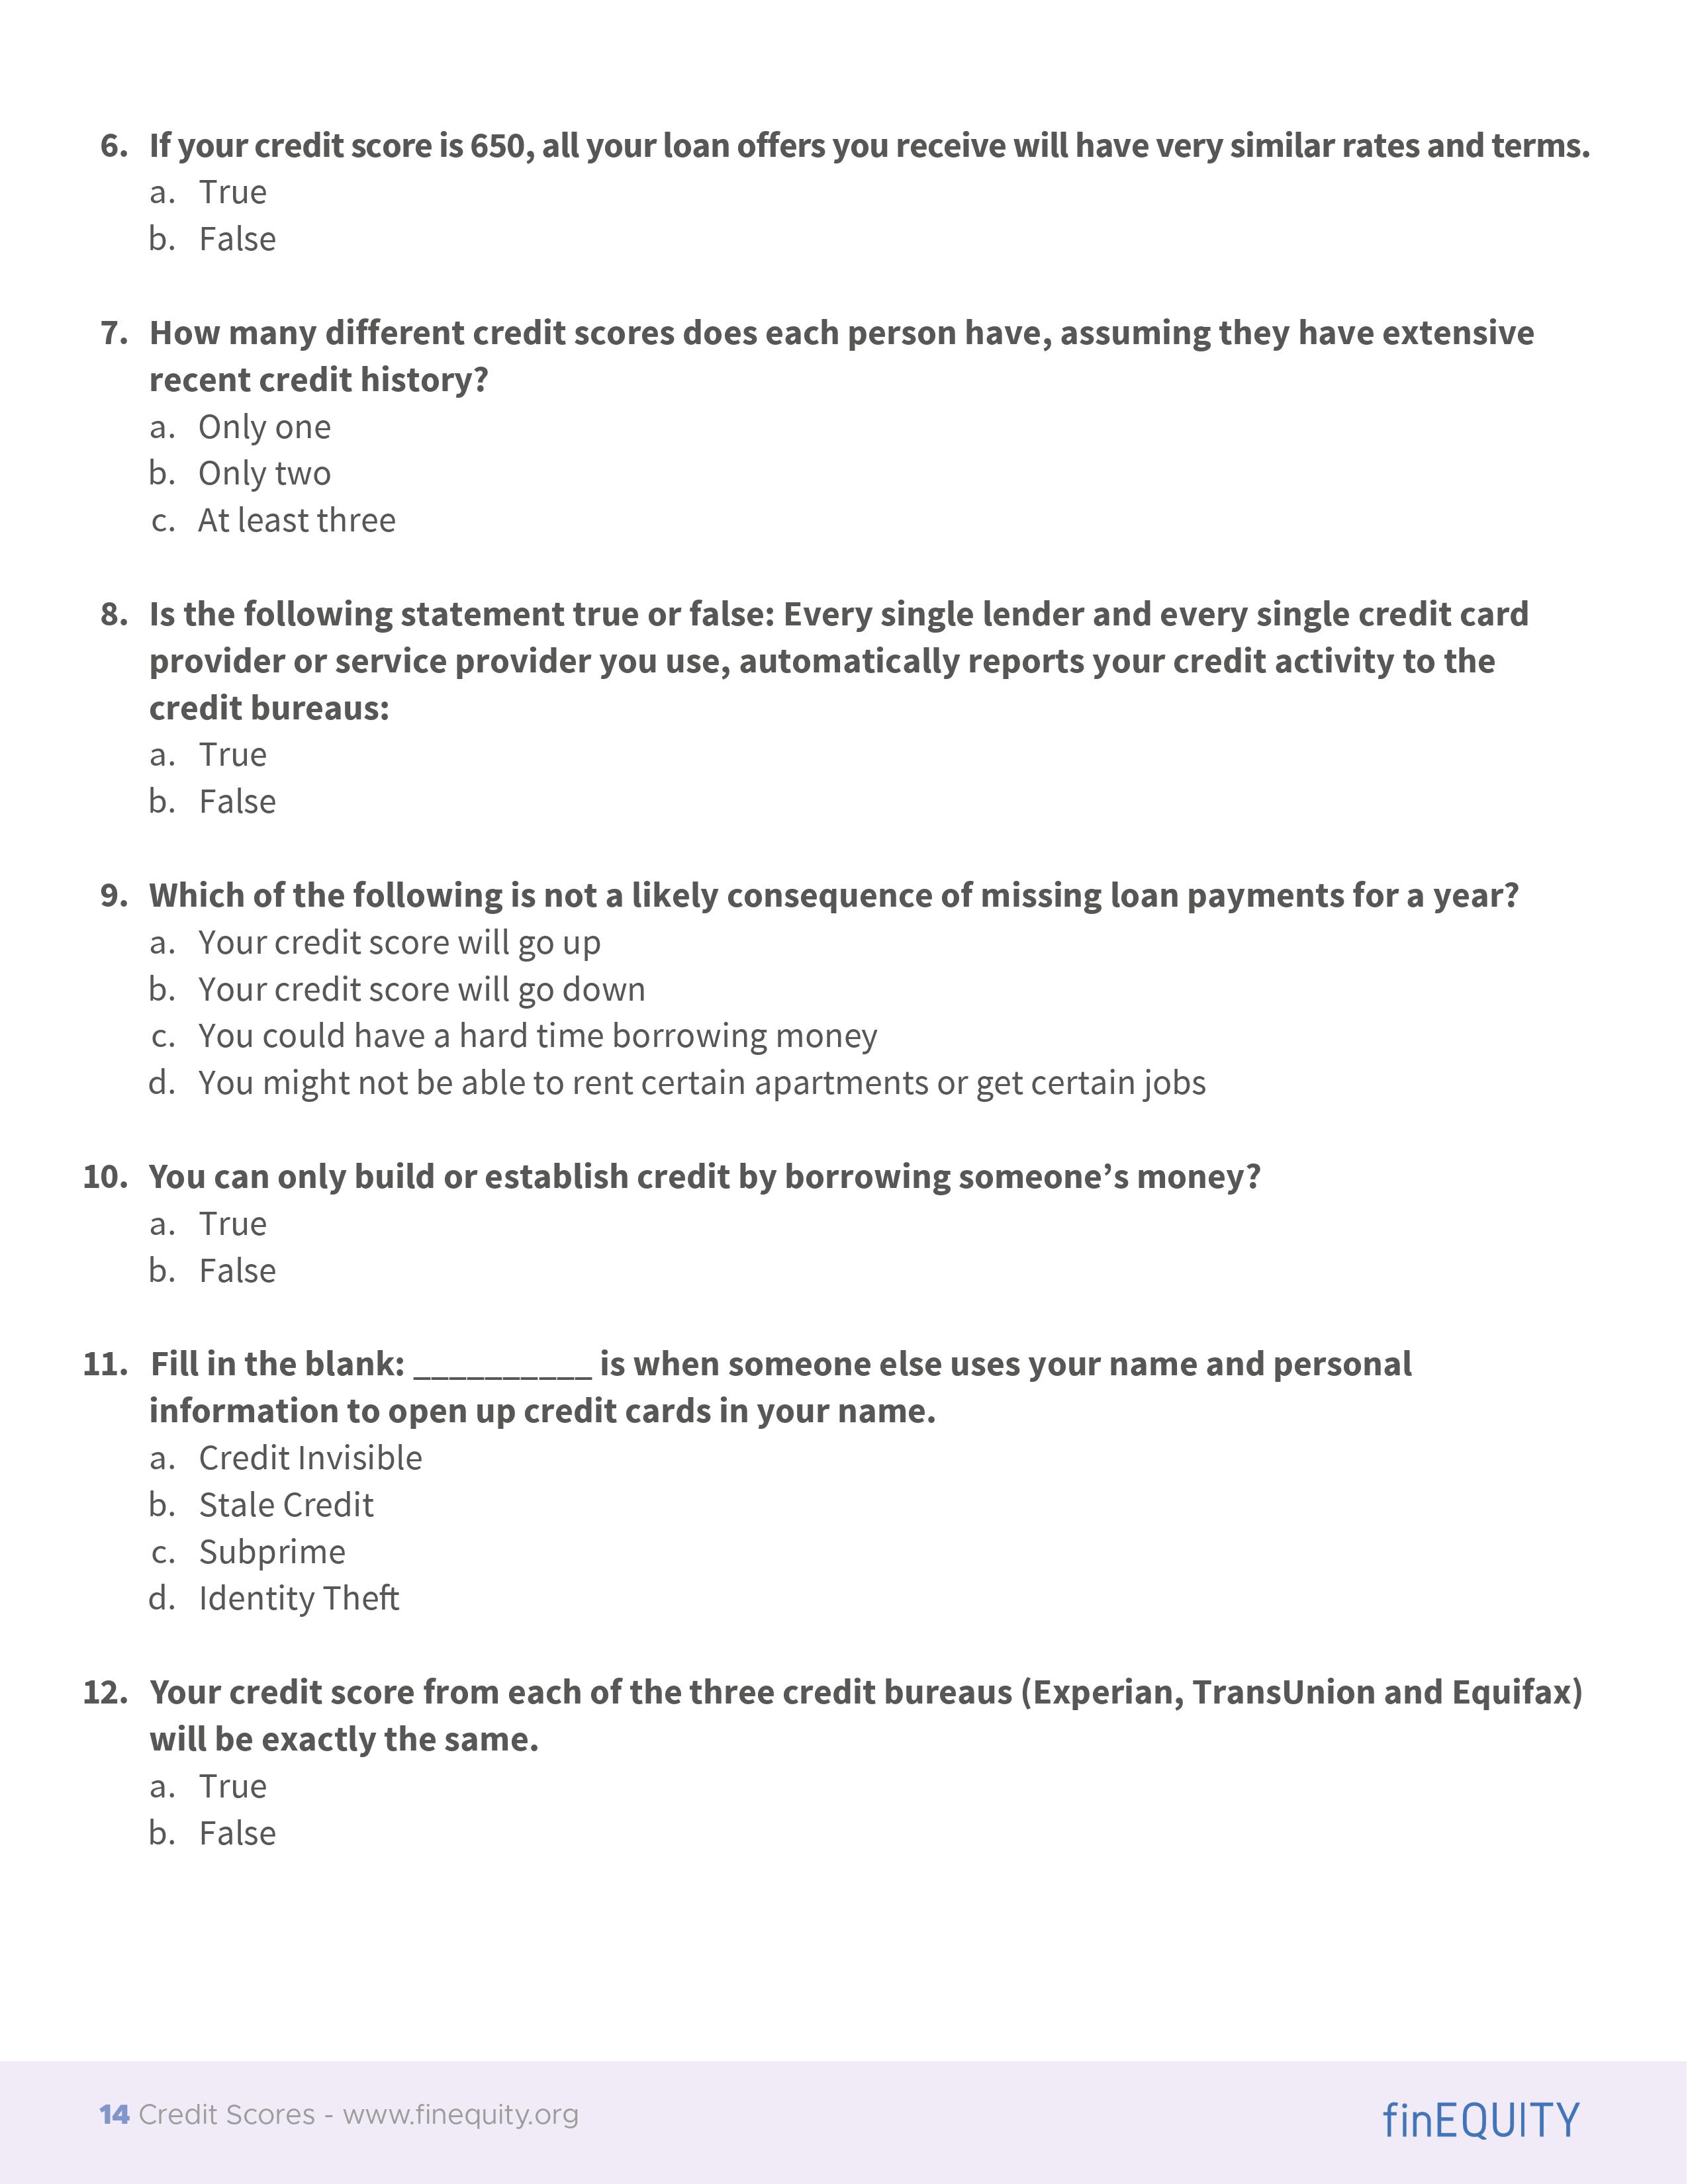 6. If your credit score is 650, all your loan offers you receive will have very similar rates and terms.
a. True
b. False
7. How many different credit scores does each person have, assuming they have extensive
recent credit history?
a. Only one
b. Only two
c. At least three
8. Is the following statement true or false: Every single lender and every single credit card
provider or service provider you use, automatically reports your credit activity to the
credit bureaus:
a. True
b. False
9. Which of the following is not a likely consequence of missing loan payments for a year?
a. Your credit score will go up
b. Your credit score will go down
c. You could have a hard time borrowing money
d. You might not be able to rent certain apartments or get certain jobs
10. You can only build or establish credit by borrowing someone’s money?
a. True
b. False
11. Fill in the blank: __________ is when someone else uses your name and personal
information to open up credit cards in your name.
a. Credit Invisible
b. Stale Credit
c. Subprime
d. Identity Theft
12. Your credit score from each of the three credit bureaus (Experian, TransUnion and Equifax)
will be exactly the same.
a. True
b. False
14 Credit Scores - www.finequity.org
finEQUITY